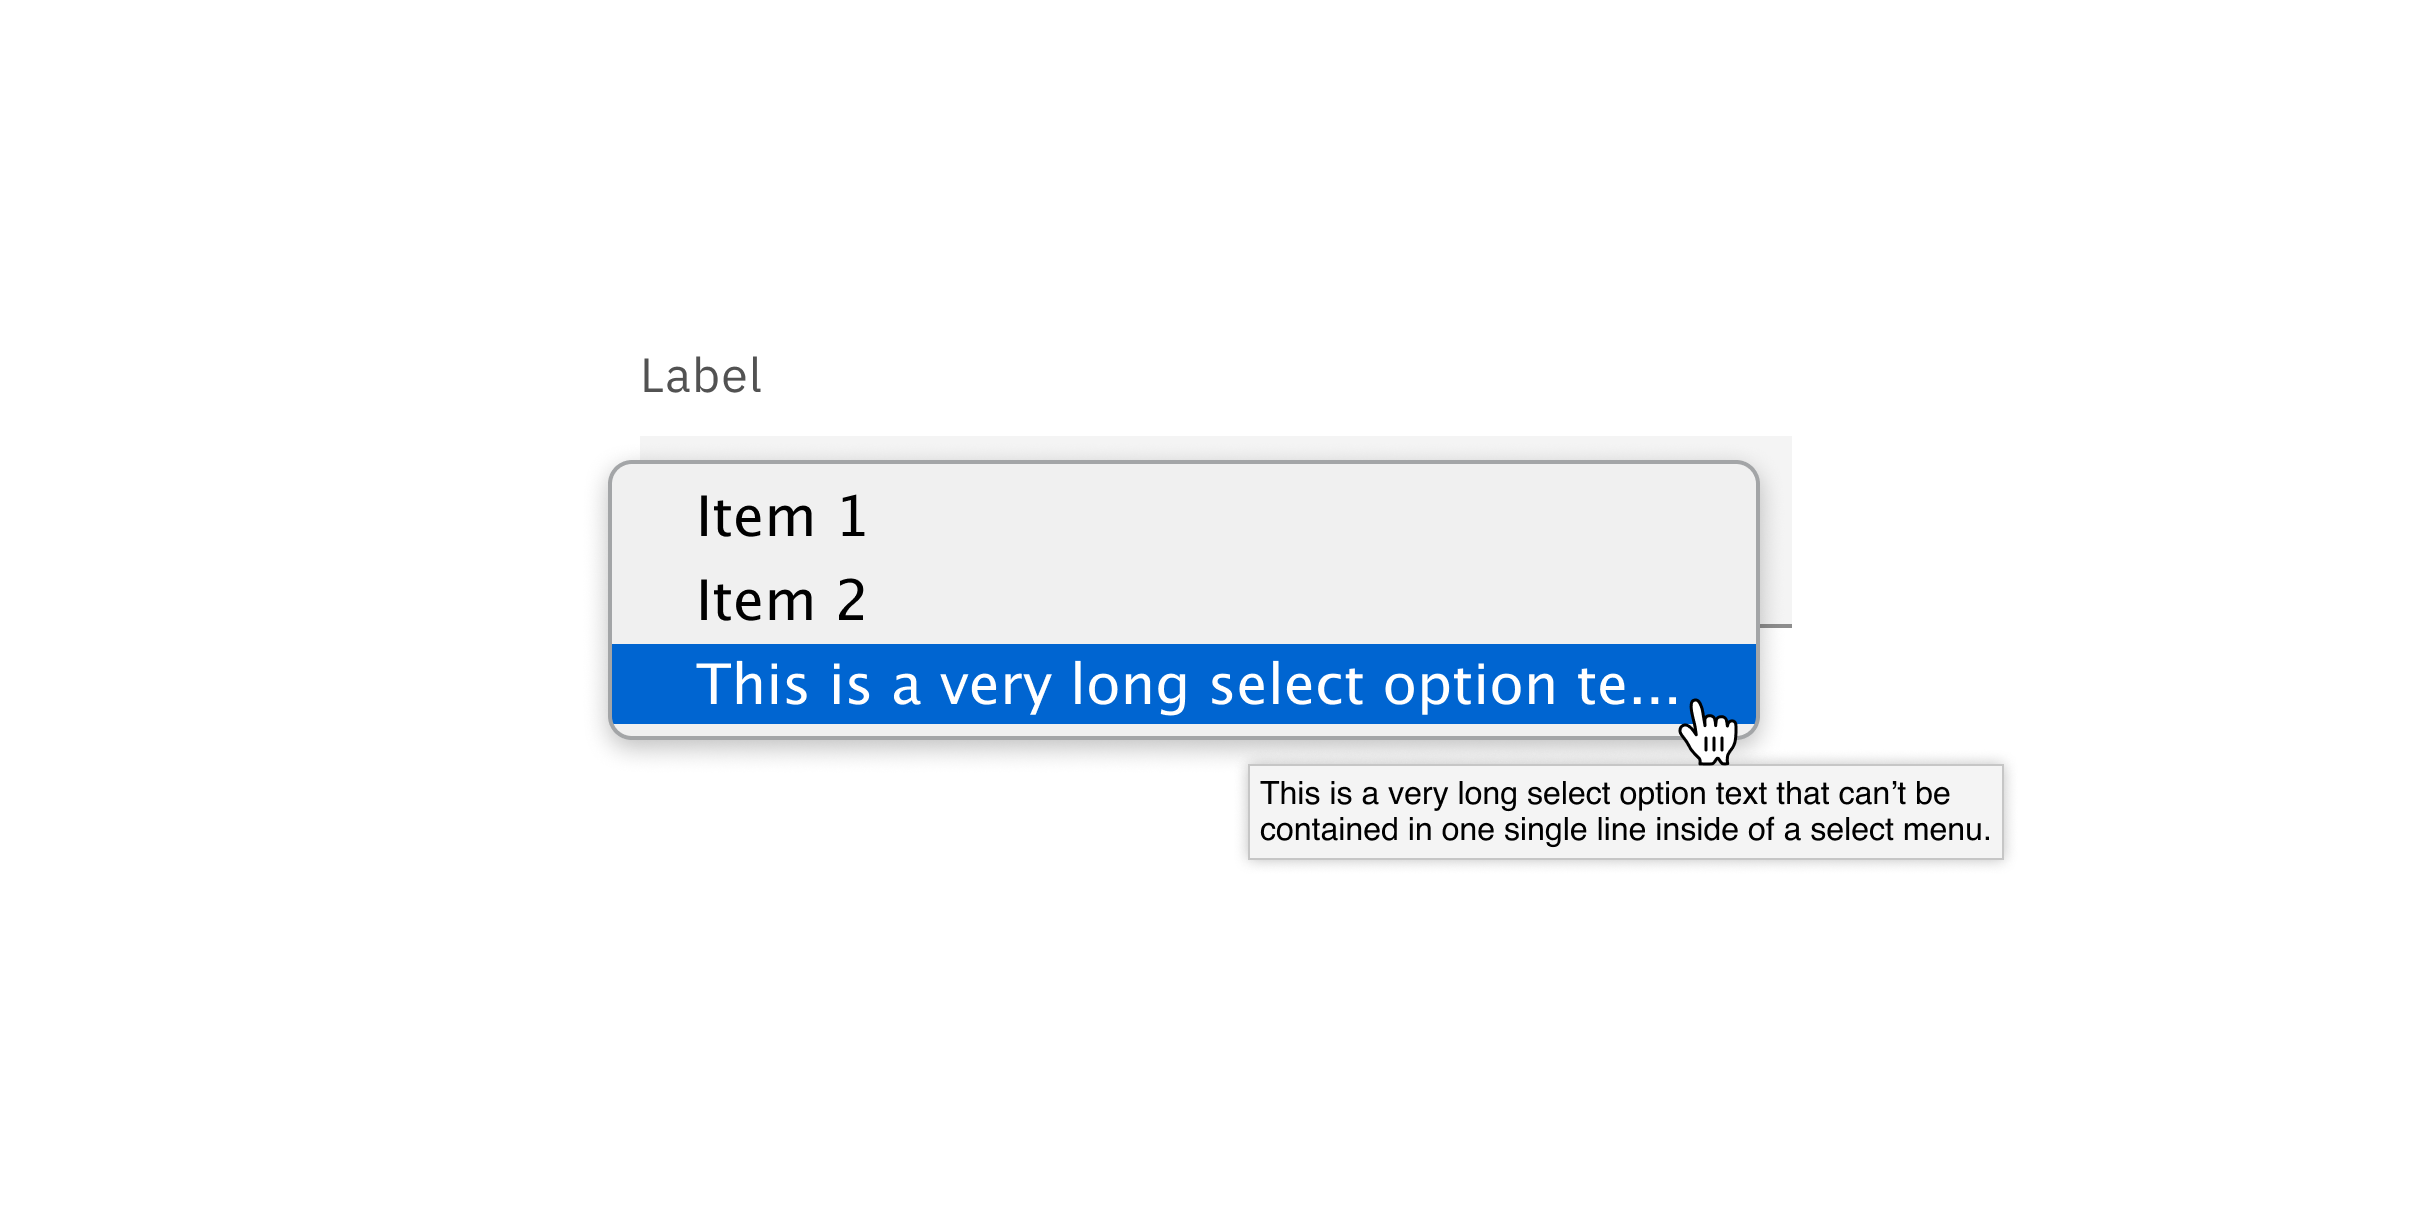 Label
Item 1
Item 2
This is a very long select option te...
This is a very long select option text that can’t be
contained in one single line inside of a select menu.